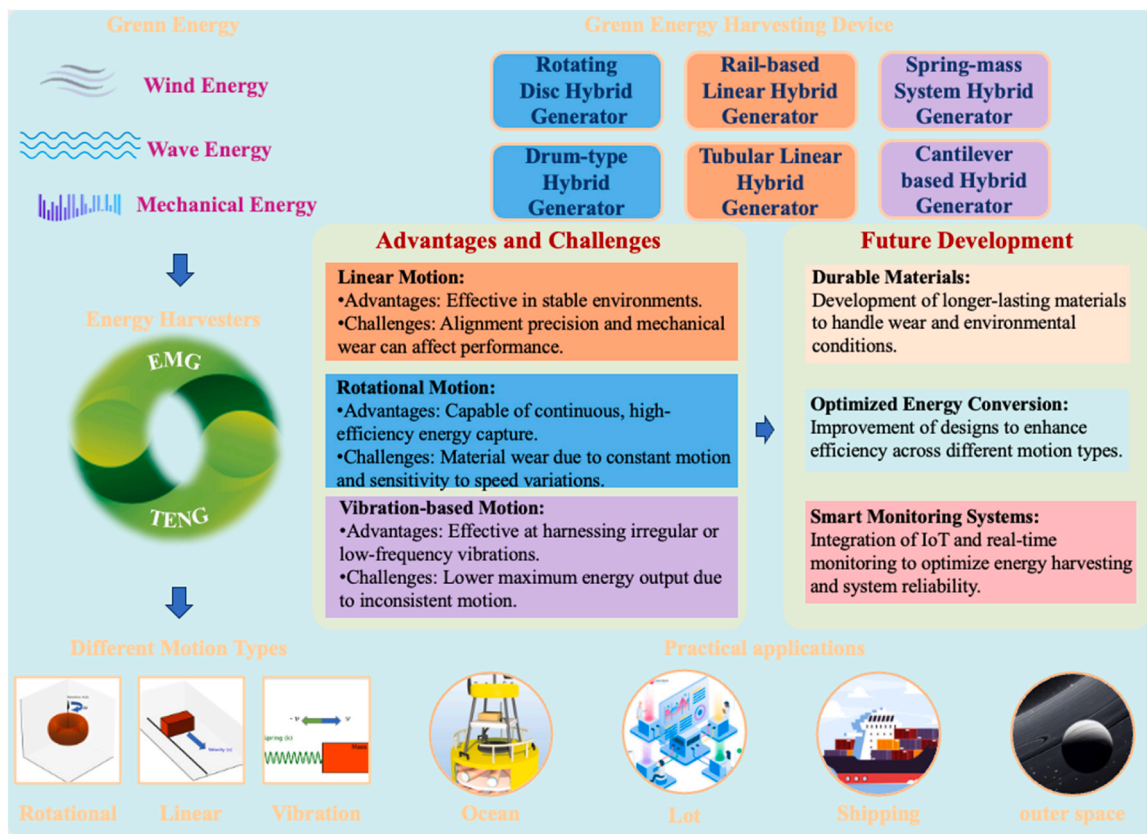 Grenn Energy
Wind Energy
Wave Energy
Mechanical Energy
Grenn Energy Harvesting Device
Rotating
Disc Hybrid
Generator
Rail-based
Linear Hybrid
Generator
Spring-mass
System Hybrid
Generator
Drum-type
Hybrid
Generator
Tubular Linear
Hybrid
Generator
Cantilever
based Hybrid
Generator
Energy Harvesters
EMG
TENG
Advantages and Challenges
Linear Motion:
•Advantages: Effective in stable environments.
•Challenges: Alignment precision and mechanical
wear can affect performance.
Rotational Motion:
•Advantages: Capable of continuous, high-
efficiency energy capture.
•Challenges: Material wear due to constant motion
and sensitivity to speed variations.
Vibration-based Motion:
•Advantages: Effective at harnessing irregular or
low-frequency vibrations.
•Challenges: Lower maximum energy output due
to inconsistent motion.
Future Development
Durable Materials:
Development of longer-lasting materials
to handle wear and environmental
conditions.
Optimized Energy Conversion:
Improvement of designs to enhance
efficiency across different motion types.
Smart Monitoring Systems:
Integration of IoT and real-time
monitoring to optimize energy harvesting
and system reliability.
Different Motion Types
Velocity (v)
- v
v
Spring (k)
Mass
Rotational
Linear
Vibration
Practical applications
Ocean
Lot
Shipping
outer space